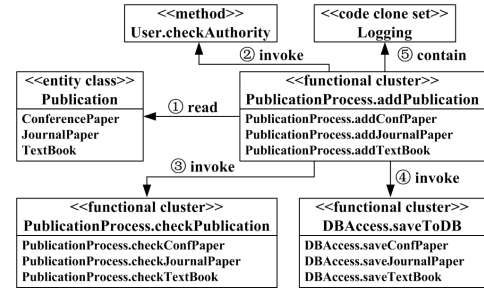 <<method>>
User.checkAuthority
<<code clone set>>
Logging
② invoke
⑤ contain
<<entity class>>
Publication
ConferencePaper
JournalPaper
TextBook
① read
<<functional cluster>>
PublicationProcess.addPublication
PublicationProcess.addConfPaper
PublicationProcess.addJournalPaper
PublicationProcess.addTextBook
③ invoke
④ invoke
<<functional cluster>>
PublicationProcess.checkPublication
PublicationProcess.checkConfPaper
PublicationProcess.checkJournalPaper
PublicationProcess.checkTextBook
<<functional cluster>>
DBAccess.saveToDB
DBAccess.saveConfPaper
DBAccess.saveJournalPaper
DBAccess.saveTextBook